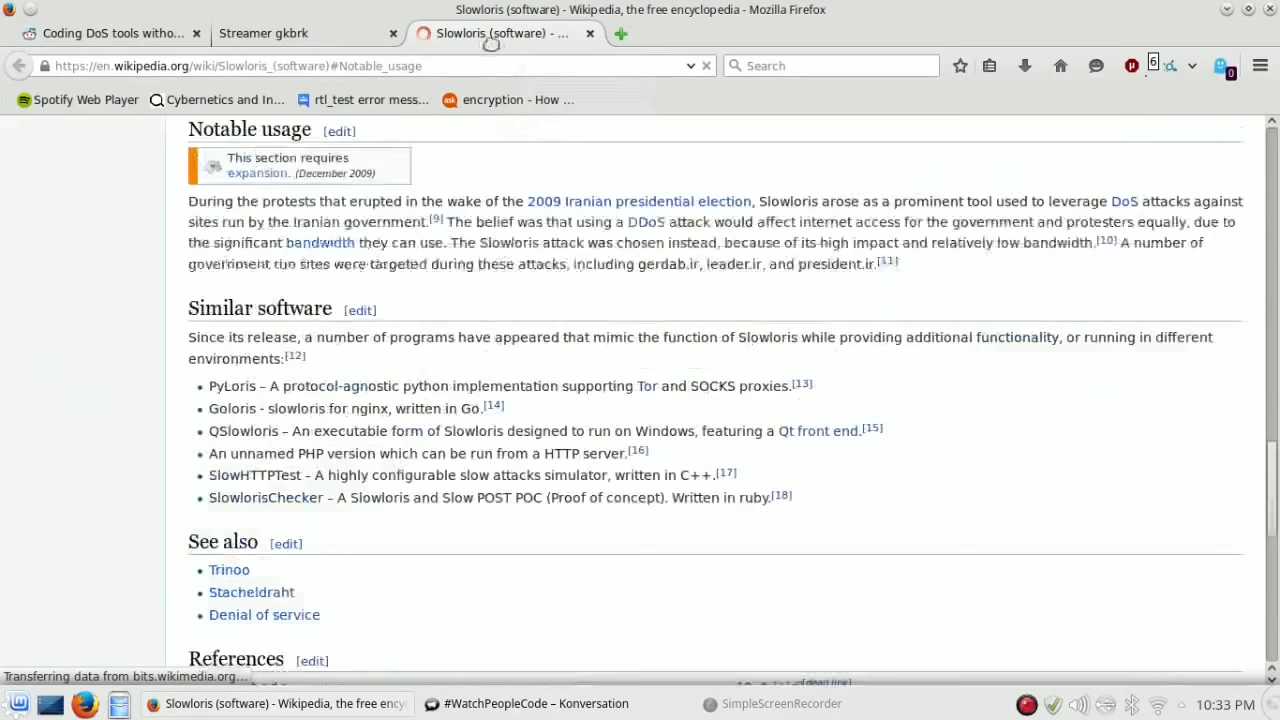 Slowloris (software) - Wikipedia, the free encyclopedia - Mozilla Firefox
Coding DoS tools witho...
Streamer gkbrk
Slowloris (software) - ...
https://en.wikipedia.org/wiki/Slowloris_(software)#Notable_usage
Search
6
0
Spotify Web Player
Cybernetics and In...
rtl_test error mess...
ask
encryption - How ...
Notable usage [edit]
This section requires
expansion. (December 2009)
During the protests that erupted in the wake of the 2009 Iranian presidential election, Slowloris arose as a prominent tool used to leverage DoS attacks against
sites run by the Iranian government.[9] The belief was that using a DDoS attack would affect internet access for the government and protesters equally, due to
the significant bandwidth they can use. The Slowloris attack was chosen instead, because of its high impact and relatively low bandwidth.[10] A number of
government run sites were targeted during these attacks, including gerdab.ir, leader.ir, and president.ir.[11]
Similar software [edit]
Since its release, a number of programs have appeared that mimic the function of Slowloris while providing additional functionality, or running in different
environments:[12]
• PyLoris – A protocol-agnostic python implementation supporting Tor and SOCKS proxies.[13]
• Goloris - slowloris for nginx, written in Go.[14]
• QSlowloris – An executable form of Slowloris designed to run on Windows, featuring a Qt front end.[15]
• An unnamed PHP version which can be run from a HTTP server.[16]
• SlowHTTPTest – A highly configurable slow attacks simulator, written in C++.[17]
• SlowlorisChecker – A Slowloris and Slow POST POC (Proof of concept). Written in ruby.[18]
See also [edit]
• Trinoo
• Stacheldraht
• Denial of service
References [edit]
[dead link]
Transferring data from bits.wikimedia.org...
Slowloris (software) - Wikipedia, the free ency
#WatchPeopleCode – Konversation
SimpleScreenRecorder
10:33 PM